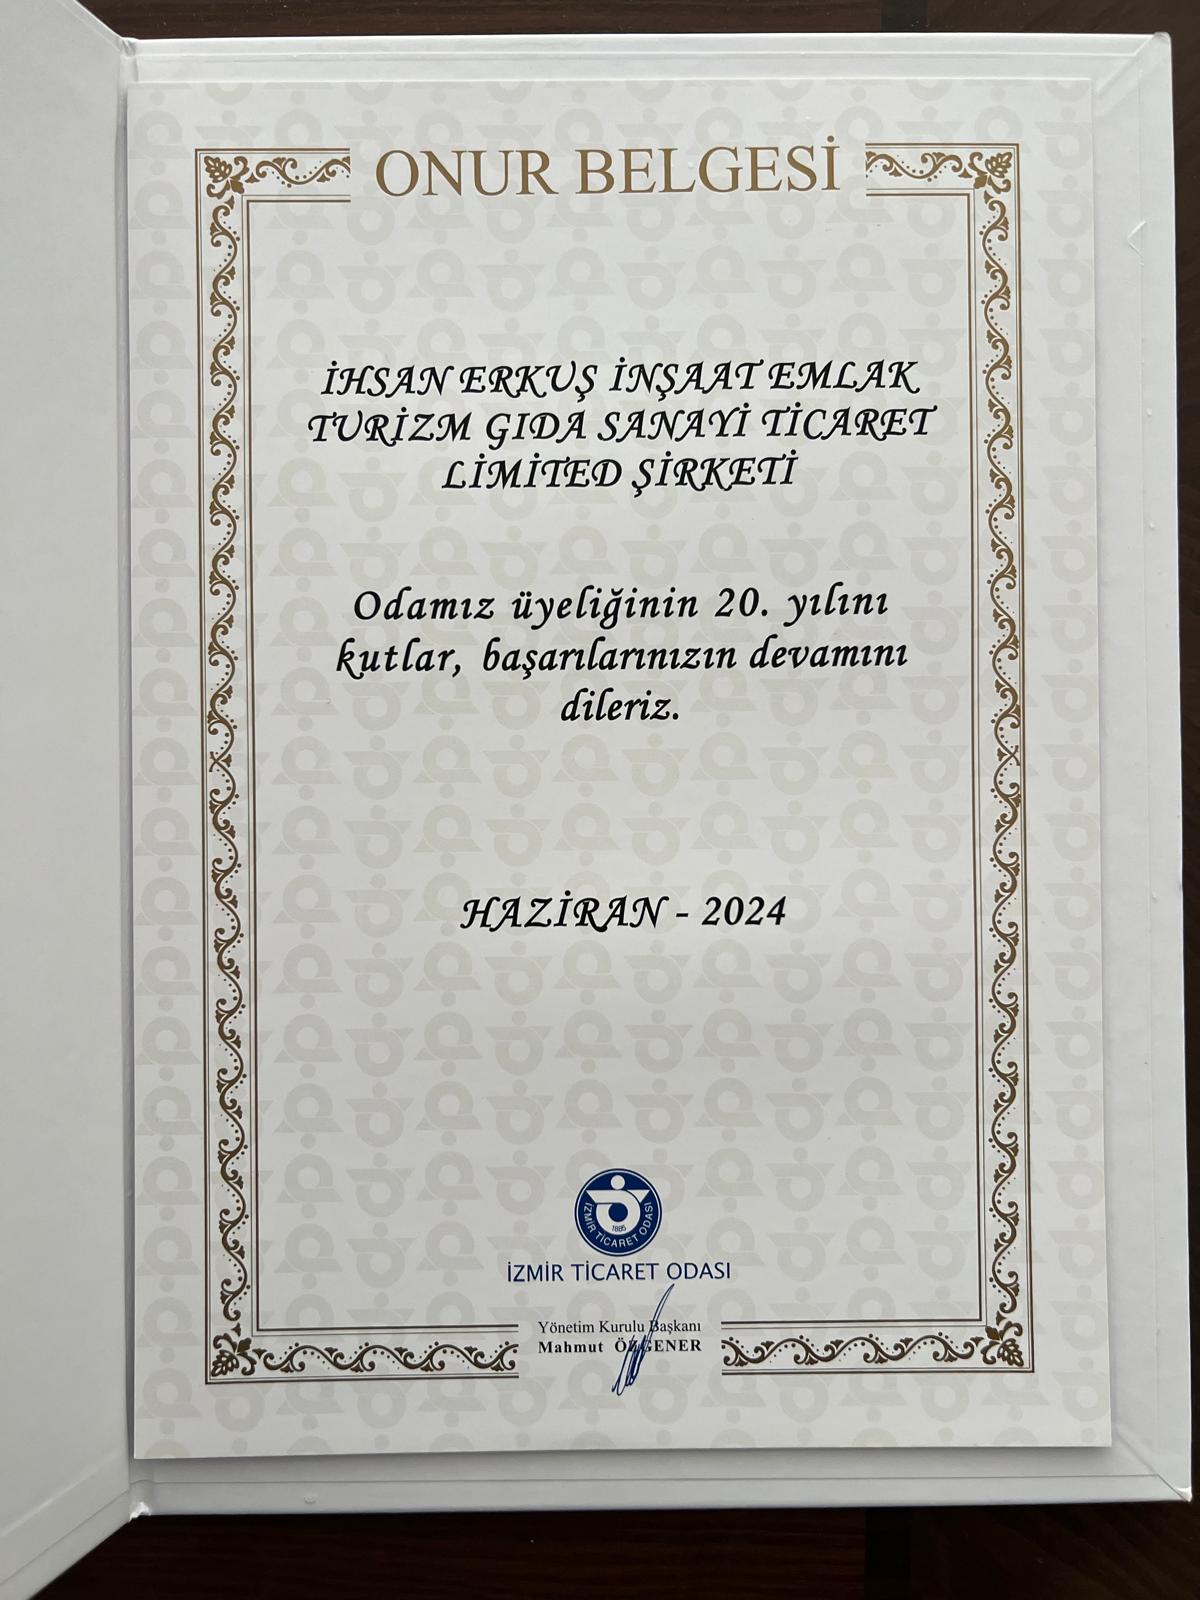 ONUR BELGESİ
İHSAN ERKUŞ İNŞAAT EMLAK
TURİZM GIDA SANAYİ TİCARET
LİMİTED ŞİRKETİ
Odamız üyeliğinin 20. yılını
kutlar, başarılarınızın devamını
dileriz.
HAZİRAN - 2024
1885
İZMİR TİCARET ODASI
İZMİR TİCARET ODASI
Yönetim Kurulu Başkanı
Mahmut ÖZGENER